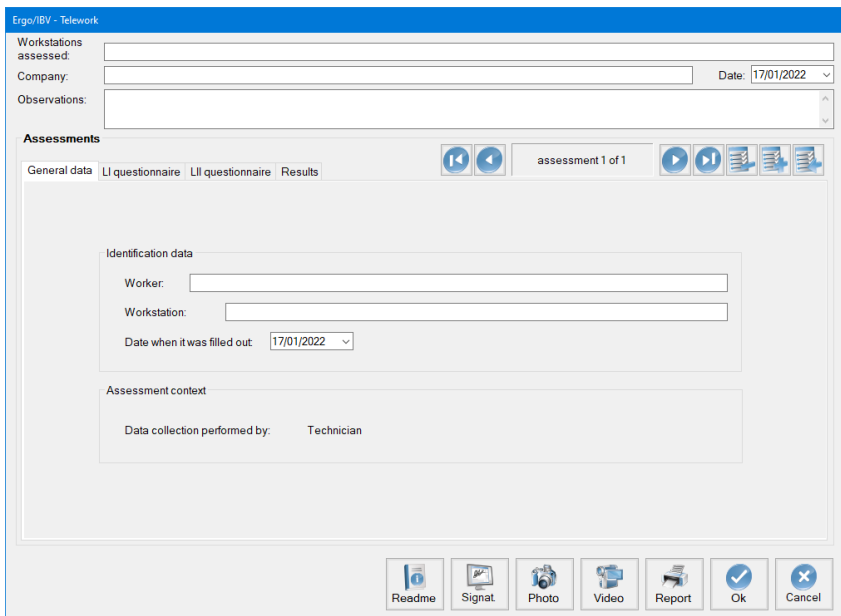 Ergo/IBV - Telework
Workstations
assessed:
Company:
Date: 17/01/2022
Observations:
Assessments
assessment 1 of 1
General data LI questionnaire LII questionnaire Results
Identification data
Worker:
Workstation:
Date when it was filled out: 17/01/2022
Assessment context
Data collection performed by: Technician
Readme Signat. Photo Video Report Ok Cancel